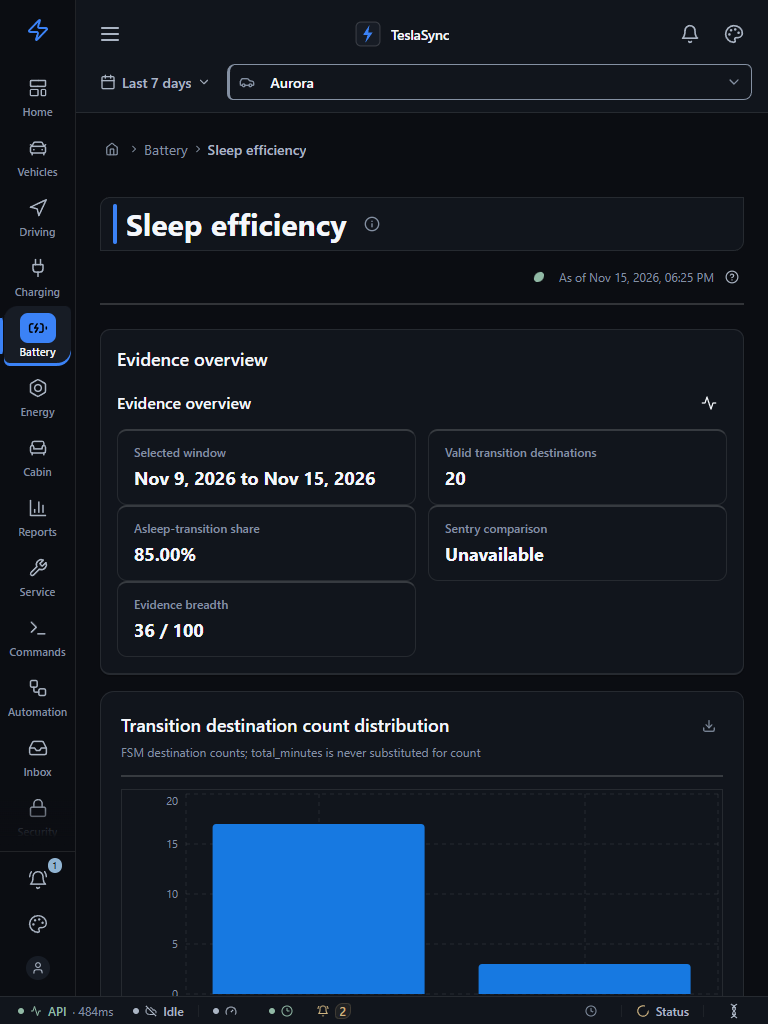 TeslaSync
Last 7 days
Aurora
Home
Vehicles
Driving
Charging
Battery
Energy
Cabin
Reports
Service
Commands
Automation
Inbox
Security
1
Battery
Sleep efficiency
Sleep efficiency
As of Nov 15, 2026, 06:25 PM
Evidence overview
Evidence overview
Selected window
Nov 9, 2026 to Nov 15, 2026
Valid transition destinations
20
Asleep-transition share
85.00%
Sentry comparison
Unavailable
Evidence breadth
36 / 100
Transition destination count distribution
FSM destination counts; total_minutes is never substituted for count
20
15
10
5
0
API · 484ms
Idle
2
Status